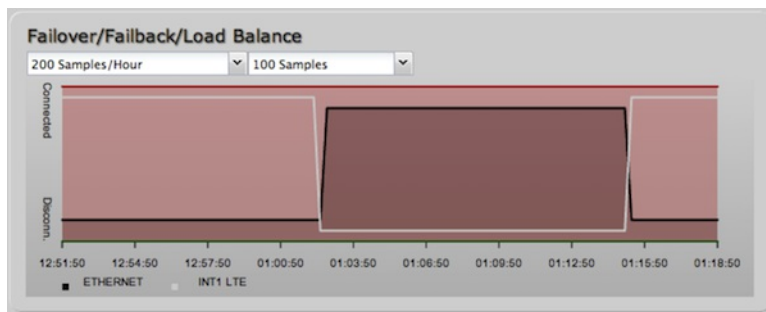 Failover/Failback/Load Balance
200 Samples/Hour 100 Samples
Connected
Disconn.
12:51:50 12:54:50 12:57:50 01:00:50 01:03:50 01:06:50 01:09:50 01:12:50 01:15:50 01:18:50
ETHERNET INT1 LTE